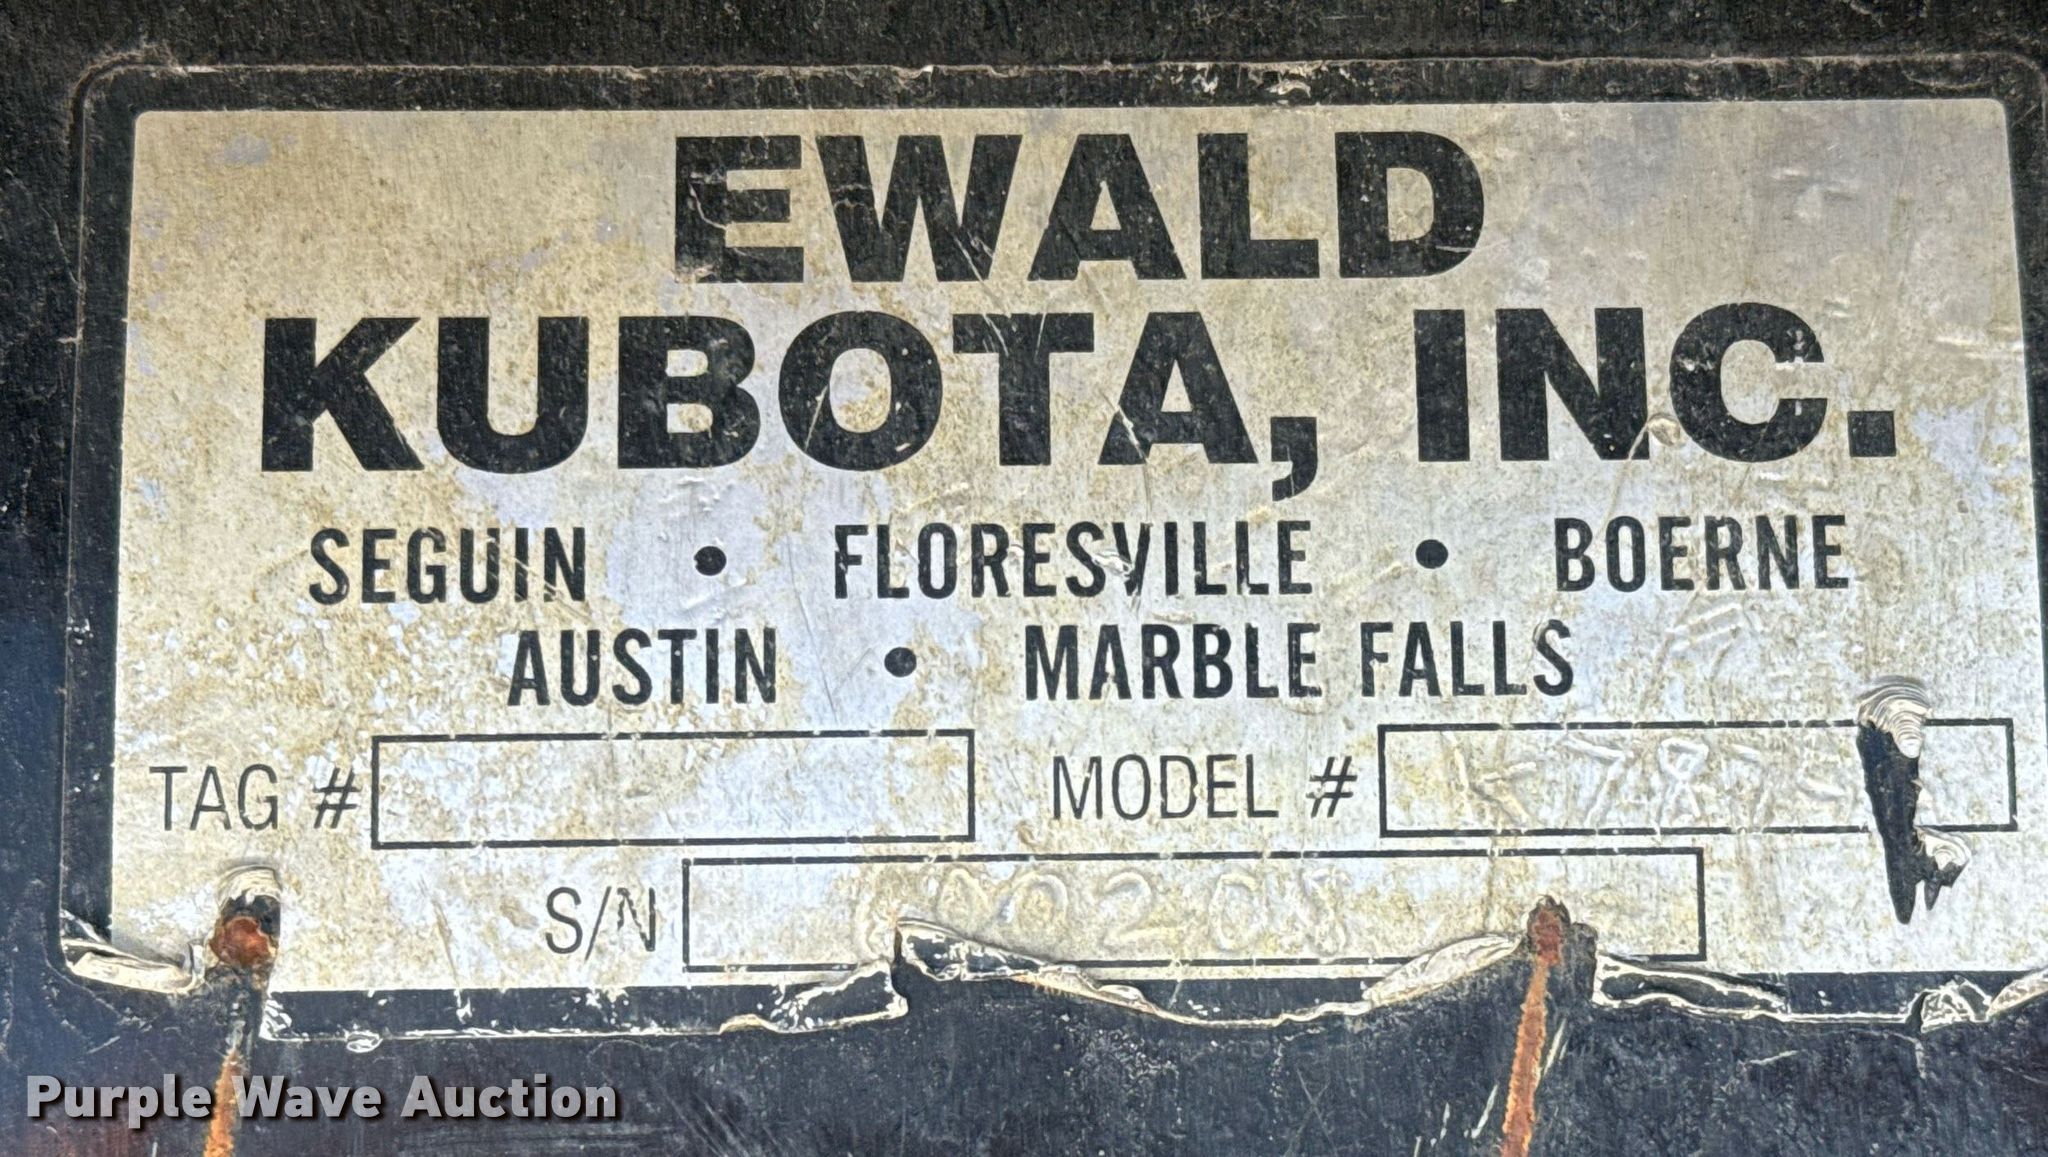 EWALD
KUBOTA, INC.
SEGUIN • FLORESVILLE • BOERNE
AUSTIN • MARBLE FALLS
TAG # MODEL #
S/N
Purple Wave Auction